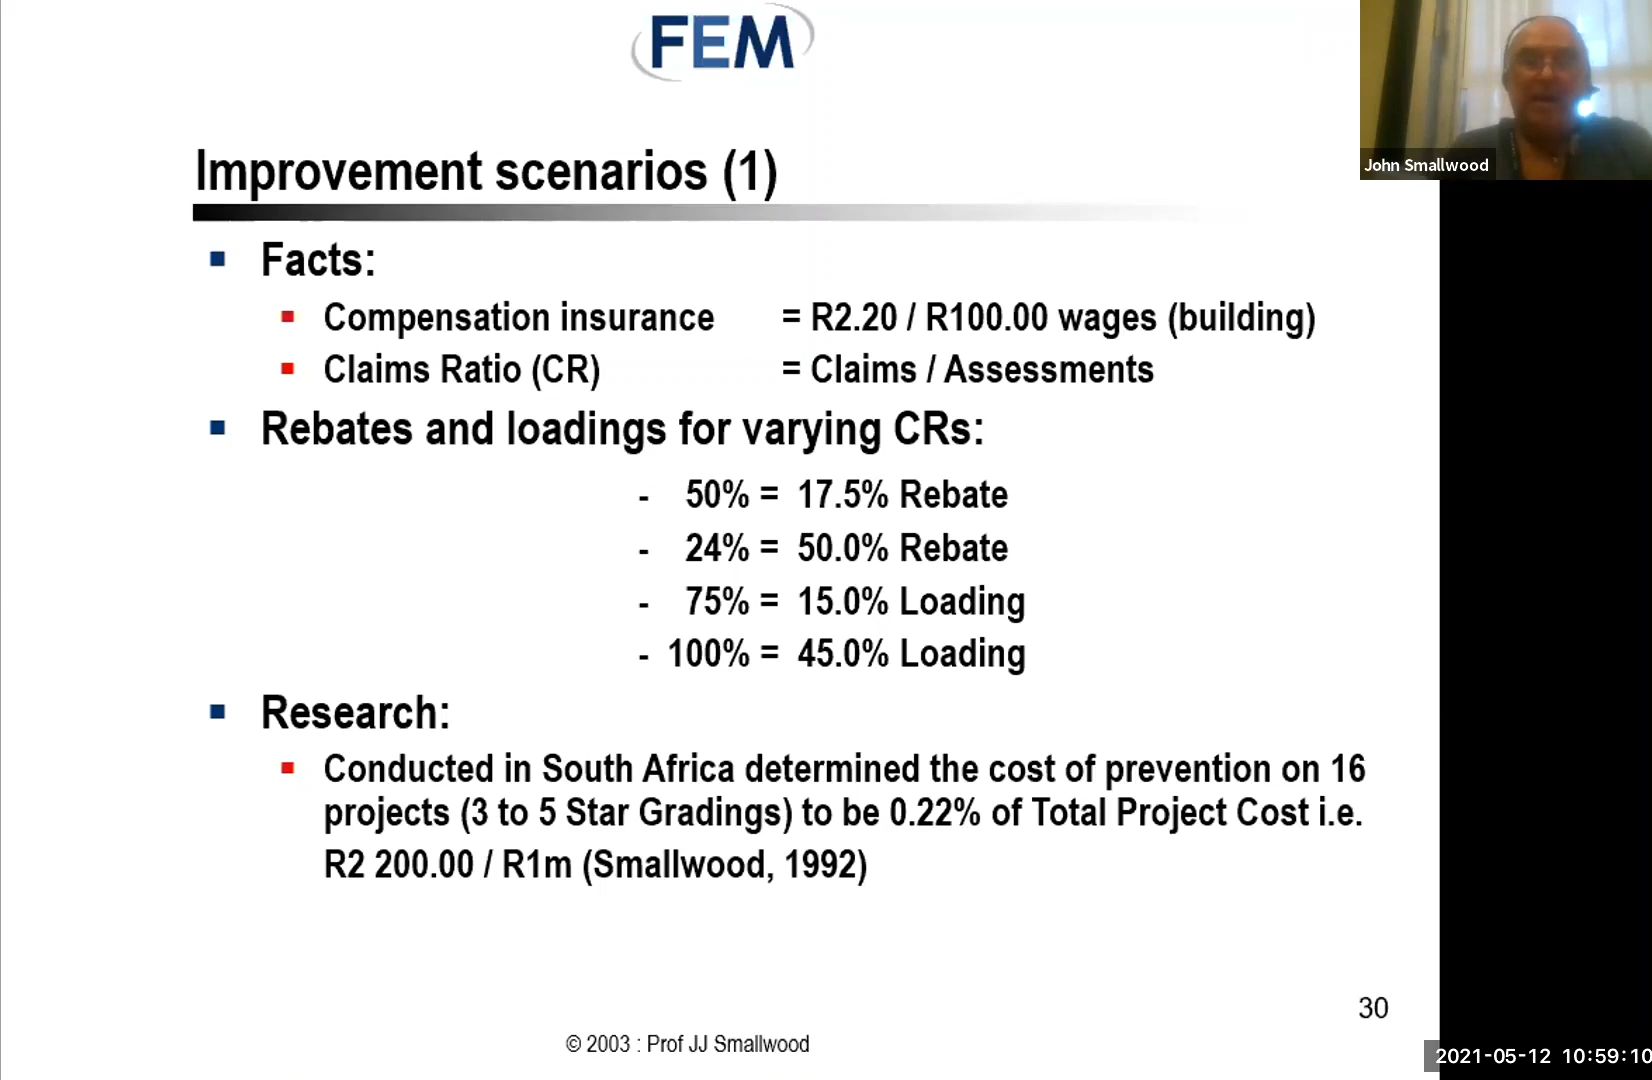 FEM
John Smallwood
Improvement scenarios (1)
Facts:
Compensation insurance = R2.20 / R100.00 wages (building)
Claims Ratio (CR) = Claims / Assessments
Rebates and loadings for varying CRs:
- 50% = 17.5% Rebate
- 24% = 50.0% Rebate
- 75% = 15.0% Loading
- 100% = 45.0% Loading
Research:
Conducted in South Africa determined the cost of prevention on 16
projects (3 to 5 Star Gradings) to be 0.22% of Total Project Cost i.e.
R2 200.00 / R1m (Smallwood, 1992)
30
© 2003 : Prof JJ Smallwood
2021-05-12 10:59:10